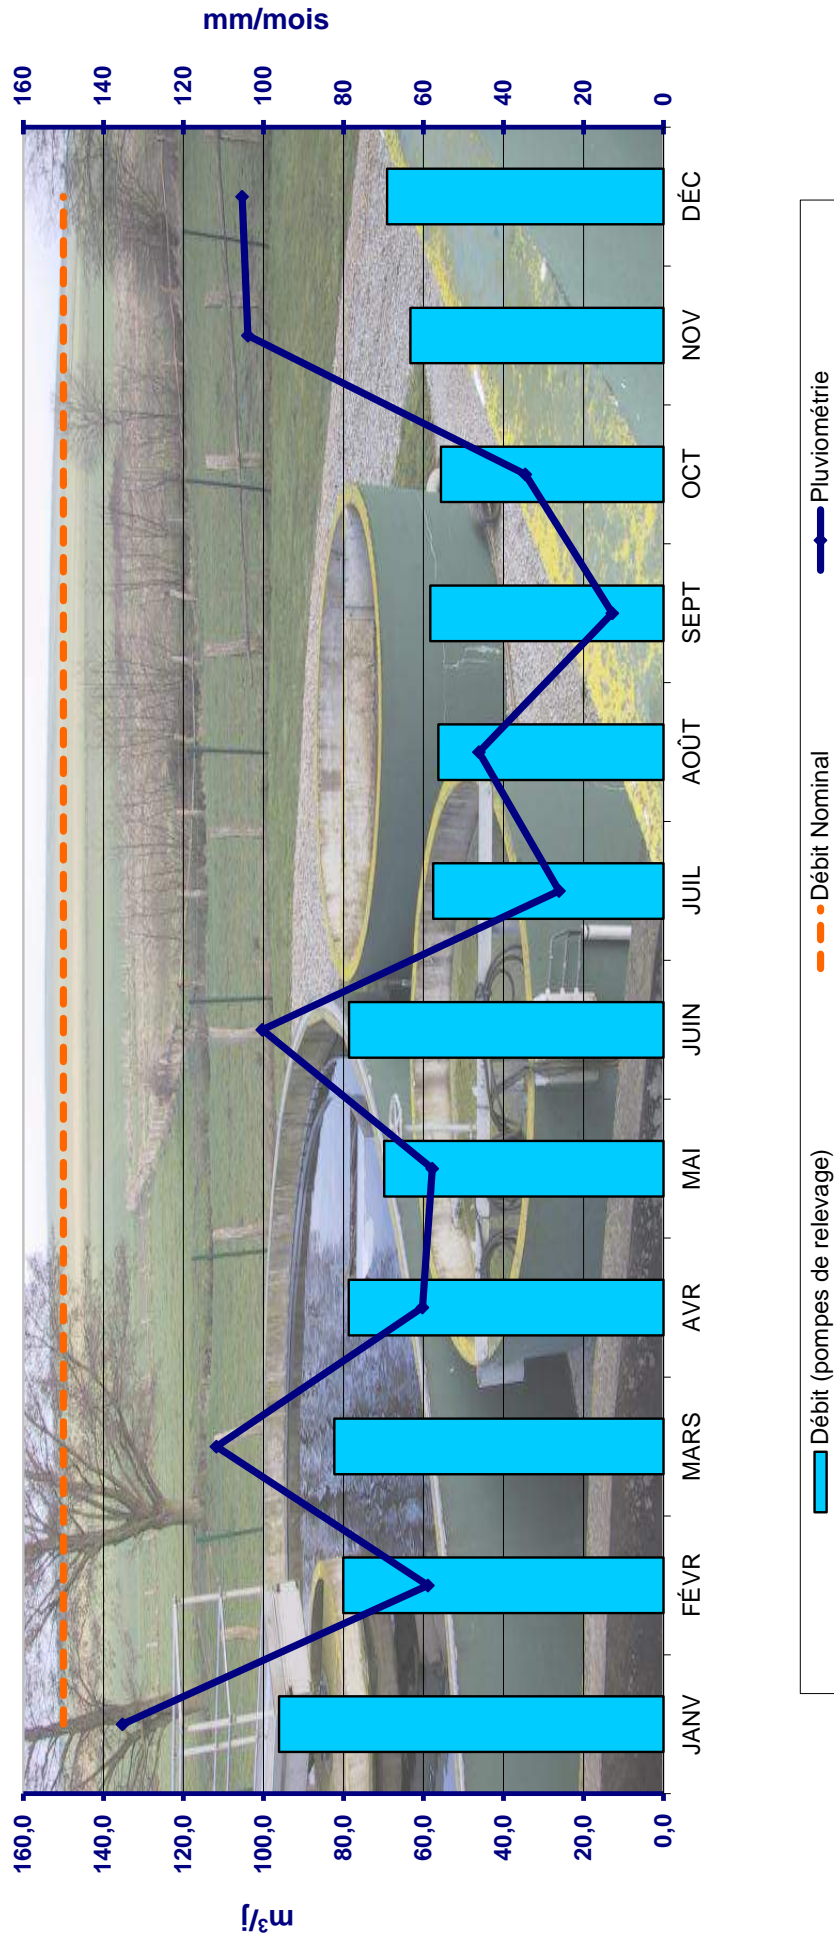 m³/j
160,0
140,0
120,0
100,0
80,0
60,0
40,0
20,0
0,0
mm/mois
160
140
120
100
80
60
40
20
0
JANV
FÉVR
MARS
AVR
MAI
JUIN
JUIL
AOÛT
SEPT
OCT
NOV
DÉC
Débit (pompes de relevage)
Débit Nominal
Pluviométrie